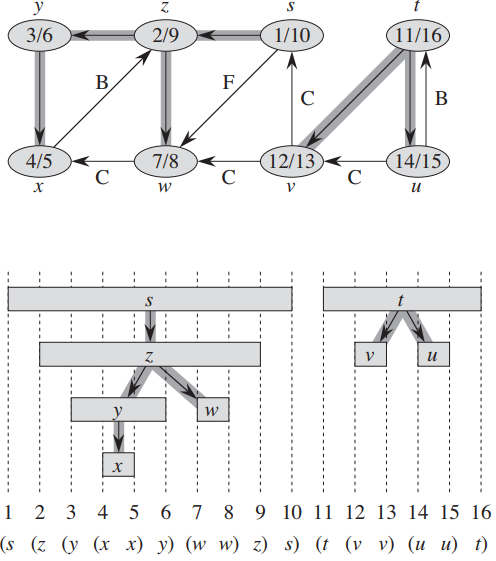 y z s t
3/6 2/9 1/10 11/16
B F C B
4/5 7/8 12/13 14/15
C C C
x w v u
s t
z v u
y w
x
1 2 3 4 5 6 7 8 9 10 11 12 13 14 15 16
(s (z (y (x x) y) (w w) z) s) (t (v v) (u u) t)